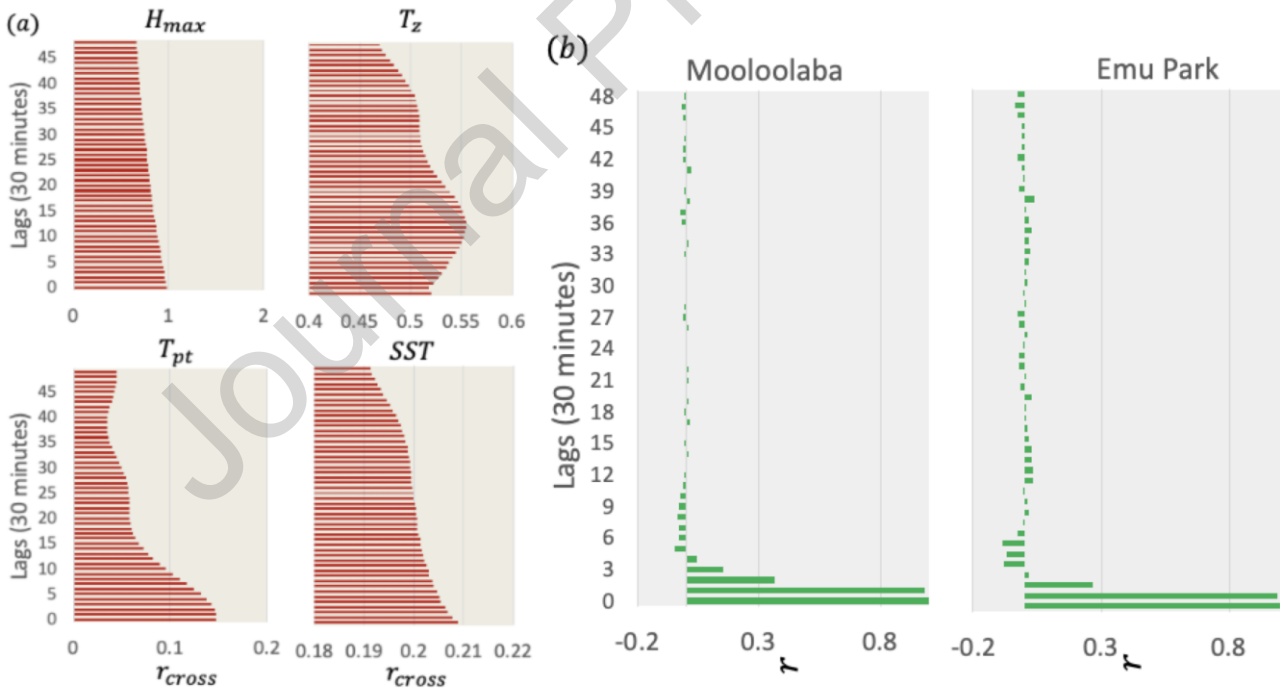 (a)
H_max
T_z
Lags (30 minutes)
45
40
35
30
25
20
15
10
5
0
0 1 2
0.4 0.45 0.5 0.55 0.6
T_pt
SST
Lags (30 minutes)
45
40
35
30
25
20
15
10
5
0
0 0.1 0.2
0.18 0.19 0.20 0.21 0.22
r_cross
r_cross
(b)
Mooloolaba
Emu Park
Lags (30 minutes)
48
45
42
39
36
33
30
27
24
21
18
15
12
9
6
3
0
-0.2 0.3 0.8
-0.2 0.3 0.8
r
r
Journal P